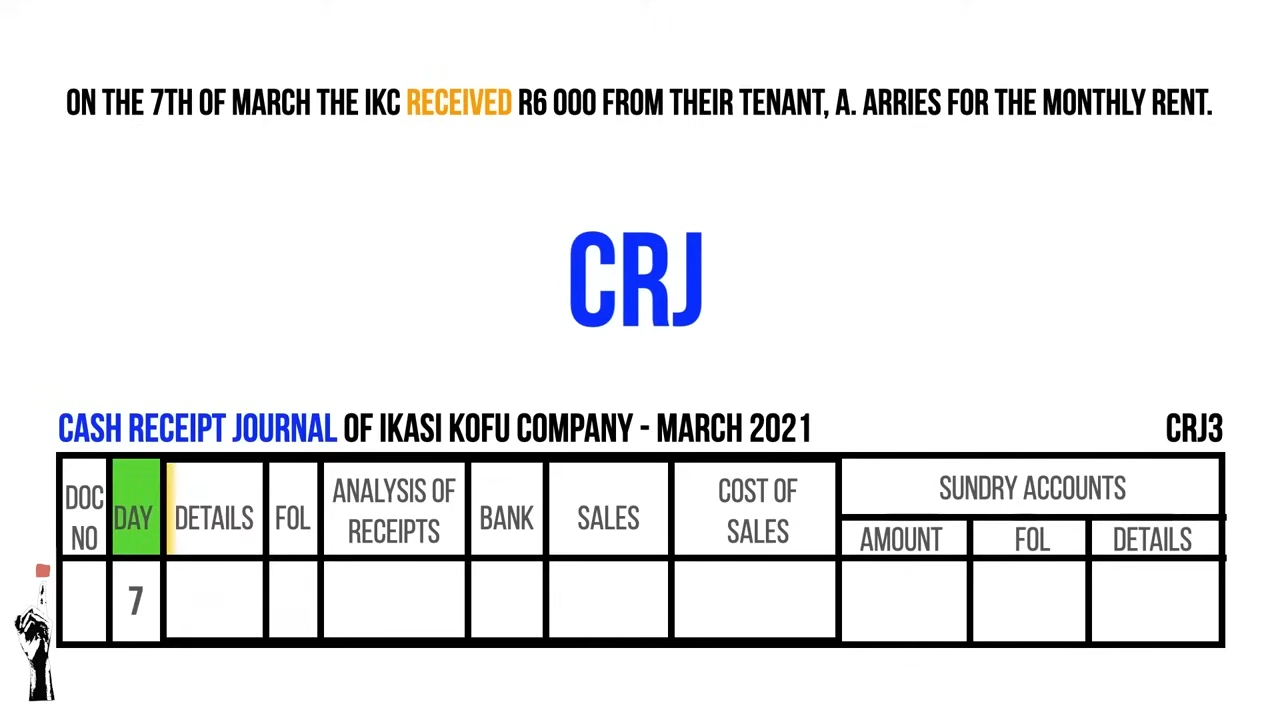 ON THE 7TH OF MARCH THE IKC RECEIVED R6 000 FROM THEIR TENANT, A. ARRIES FOR THE MONTHLY RENT.
CRJ
CASH RECEIPT JOURNAL OF IKASI KOFU COMPANY - MARCH 2021 CRJ3
DOC NO DAY DETAILS FOL ANALYSIS OF RECEIPTS BANK SALES COST OF SALES SUNDRY ACCOUNTS
AMOUNT FOL DETAILS
7